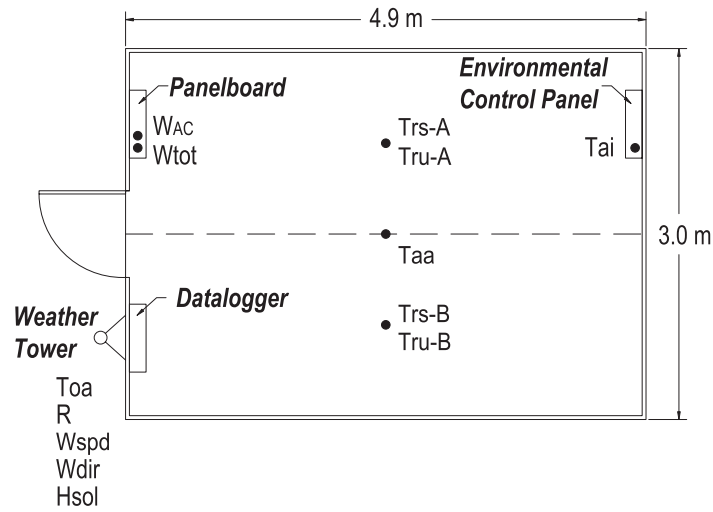 4.9 m
Panelboard
Environmental
Control Panel
WAC
Wtot
Trs-A
Tru-A
Tai
3.0 m
Taa
Datalogger
Trs-B
Tru-B
Weather
Tower
Toa
R
Wspd
Wdir
Hsol